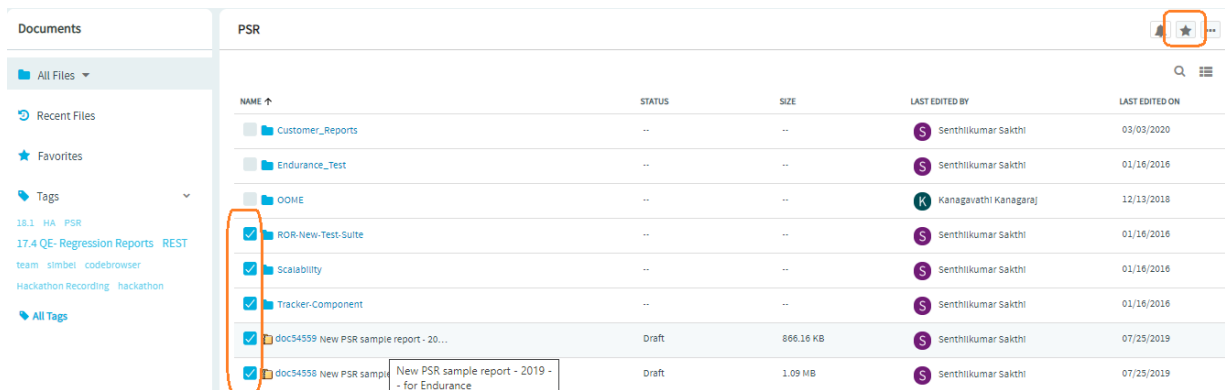 Documents
PSR
All Files
Recent Files
Favorites
Tags
18.1 HA PSR
17.4 QE- Regression Reports REST
team simbei codebrowser
Hackathon Recording hackathon
All Tags
NAME STATUS SIZE LAST EDITED BY LAST EDITED ON
Customer_Reports -- -- S Senthilkumar Sakthi 03/03/2020
Endurance_Test -- -- S Senthilkumar Sakthi 01/16/2016
OOME -- -- K Kanagavathi Kanagaraj 12/13/2018
ROR-New-Test-Suite -- -- S Senthilkumar Sakthi 01/16/2016
Scalability -- -- S Senthilkumar Sakthi 01/16/2016
Tracker-Component -- -- S Senthilkumar Sakthi 01/16/2016
doc54559 New PSR sample report - 20... Draft 866.16 KB S Senthilkumar Sakthi 07/25/2019
doc54558 New PSR sample Draft 1.09 MB S Senthilkumar Sakthi 07/25/2019
New PSR sample report - 2019 -
- for Endurance